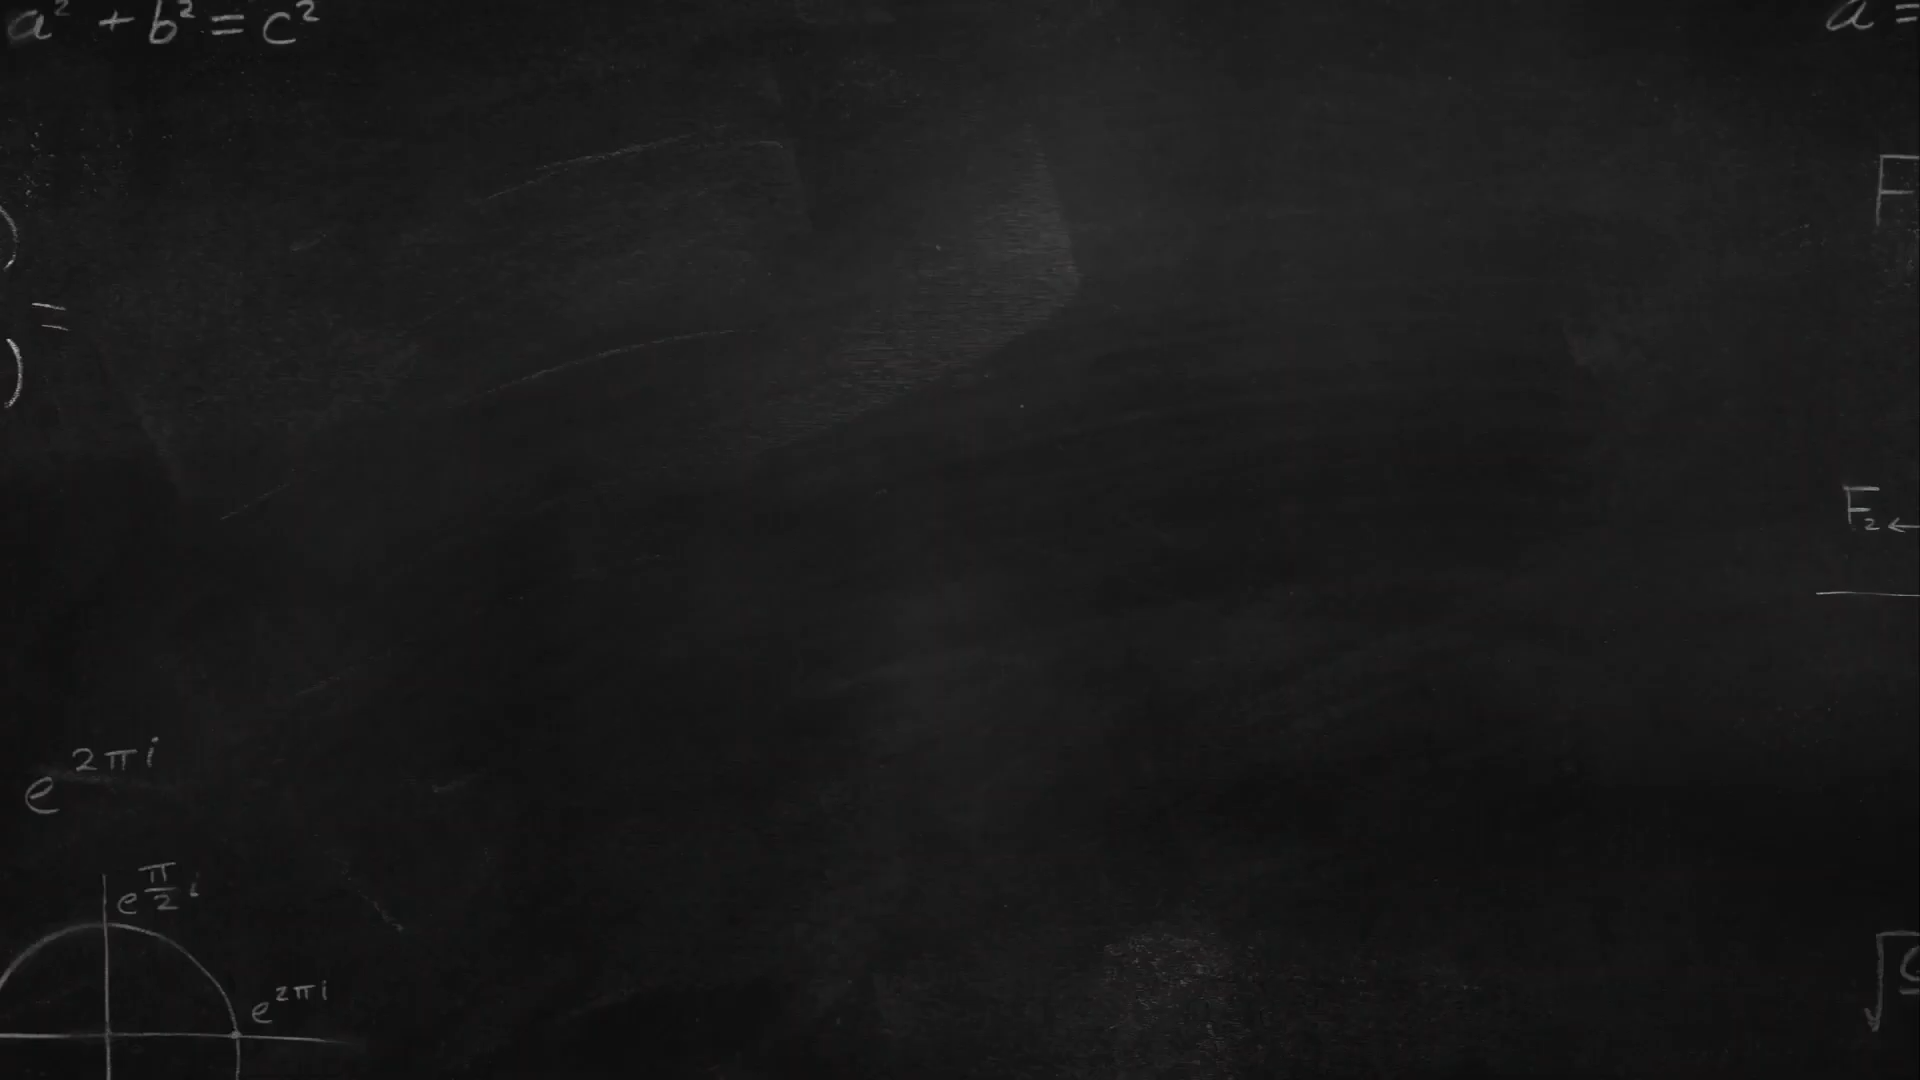 a² + b² = c²
a =
F
)
=
)
F₂ ←
e^{2πi}
e^{π/2 i}
e^{2πi}
√